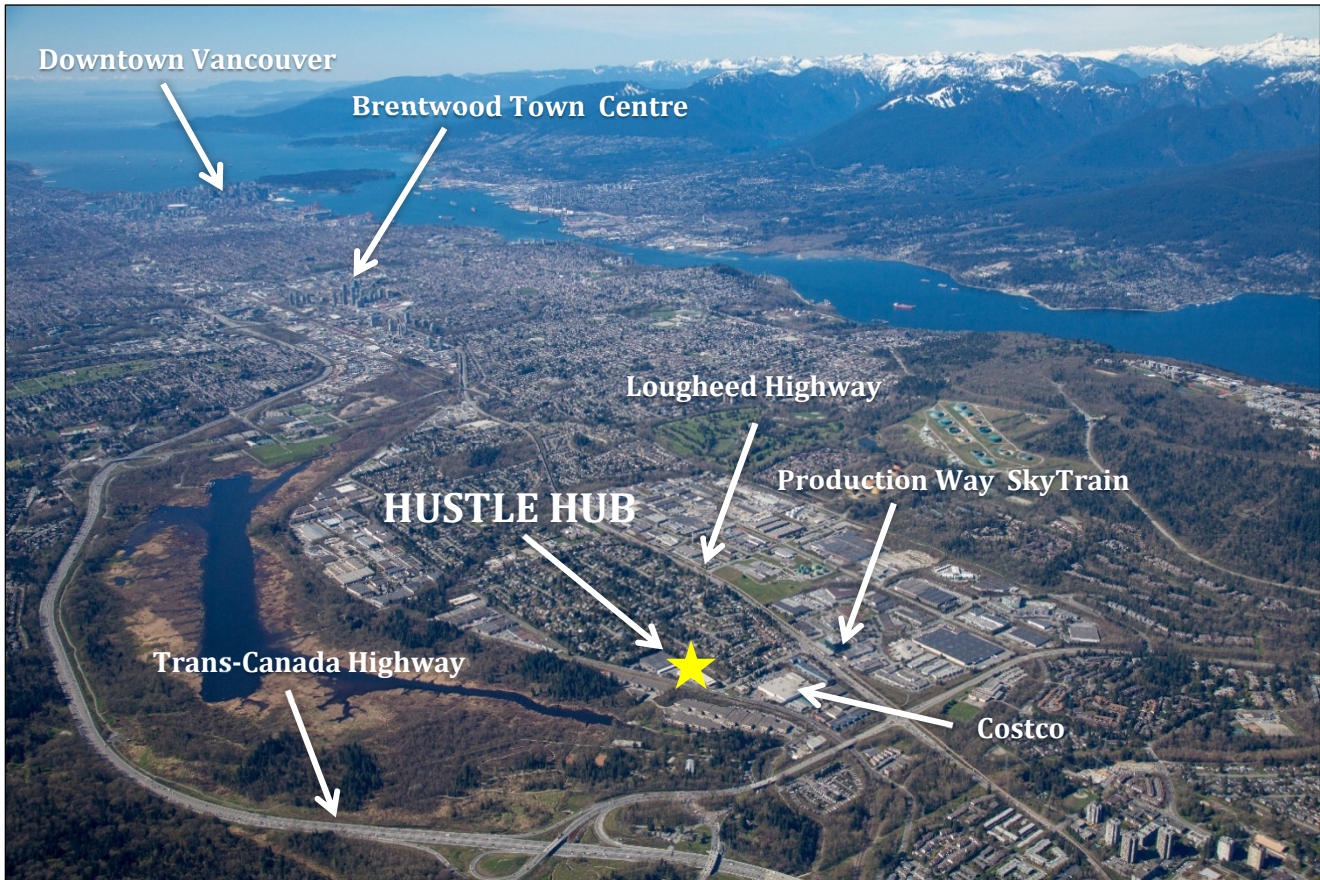 Downtown Vancouver
Brentwood Town Centre
Lougheed Highway
Production Way SkyTrain
HUSTLE HUB
Trans-Canada Highway
Costco